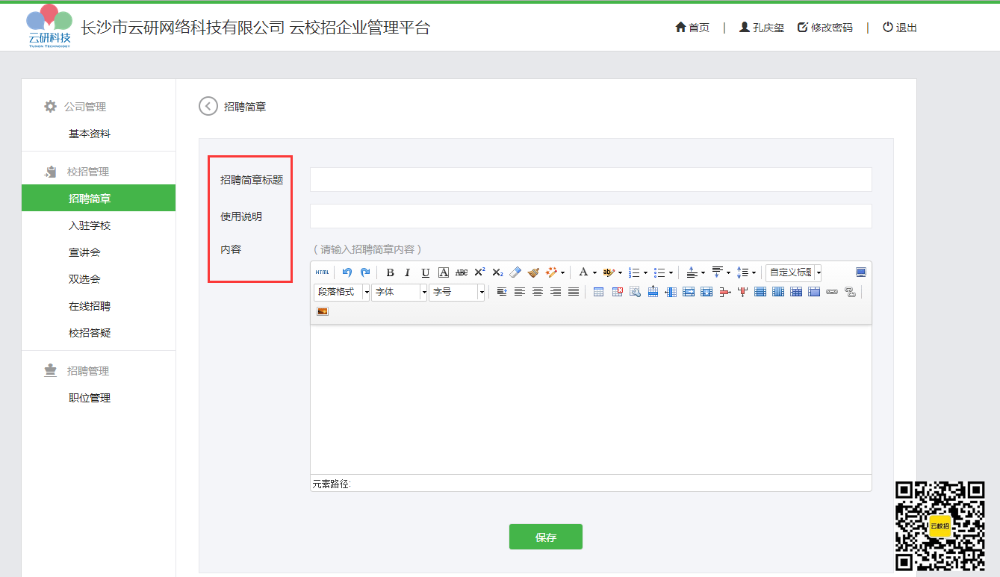 云研科技
YUNON TECHNOLOGY
长沙市云研网络科技有限公司 云校招企业管理平台
首页 | 孔庆玺 修改密码 | 退出
公司管理
基本资料
校招管理
招聘简章
入驻学校
宣讲会
双选会
在线招聘
校招答疑
招聘管理
职位管理
招聘简章
招聘简章标题
使用说明
内容
（请输入招聘简章内容）
HTML B I U A ABC X² X₂ A ab 自定义标题
段落格式 字体 字号
元素路径:
保存
云校招